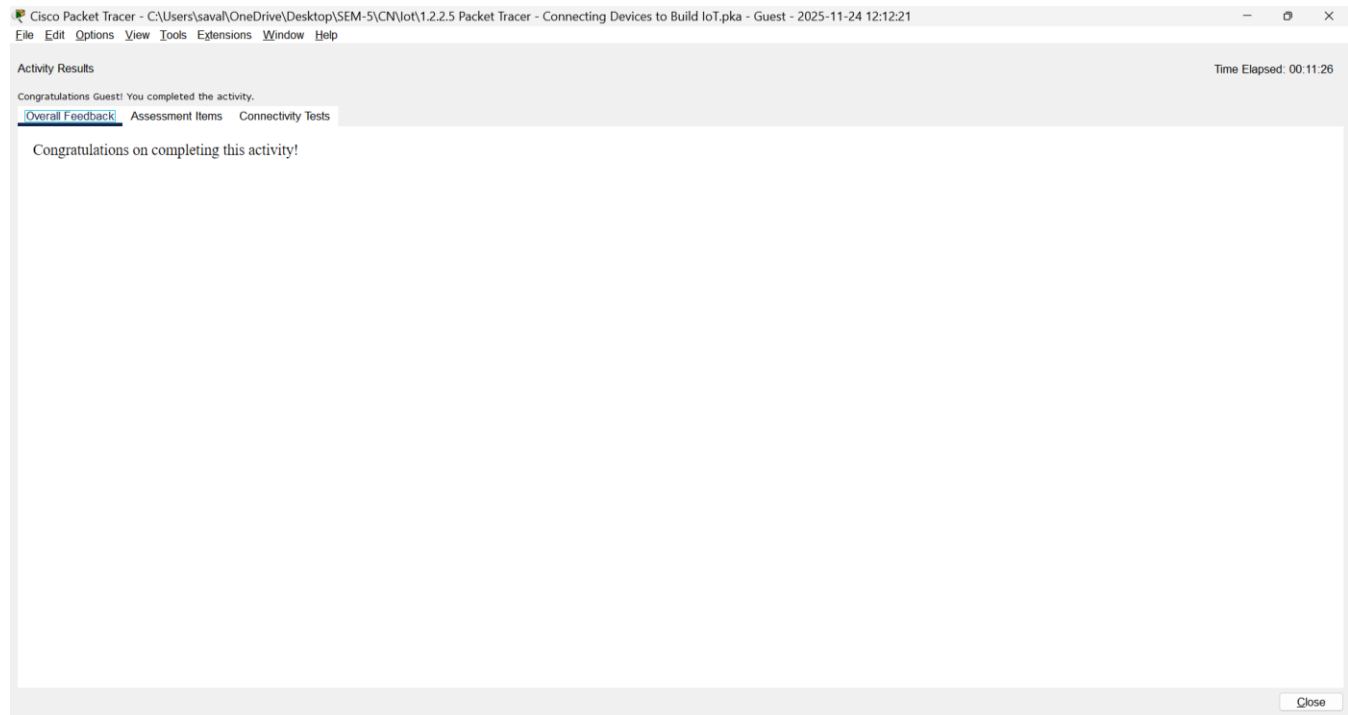 Cisco Packet Tracer - C:\Users\saval\OneDrive\Desktop\SEM-5\CN\Iot\1.2.2.5 Packet Tracer - Connecting Devices to Build IoT.pka - Guest - 2025-11-24 12:12:21
File Edit Options View Tools Extensions Window Help
Activity Results Time Elapsed: 00:11:26
Congratulations Guest! You completed the activity.
Overall Feedback Assessment Items Connectivity Tests
Congratulations on completing this activity!
Close